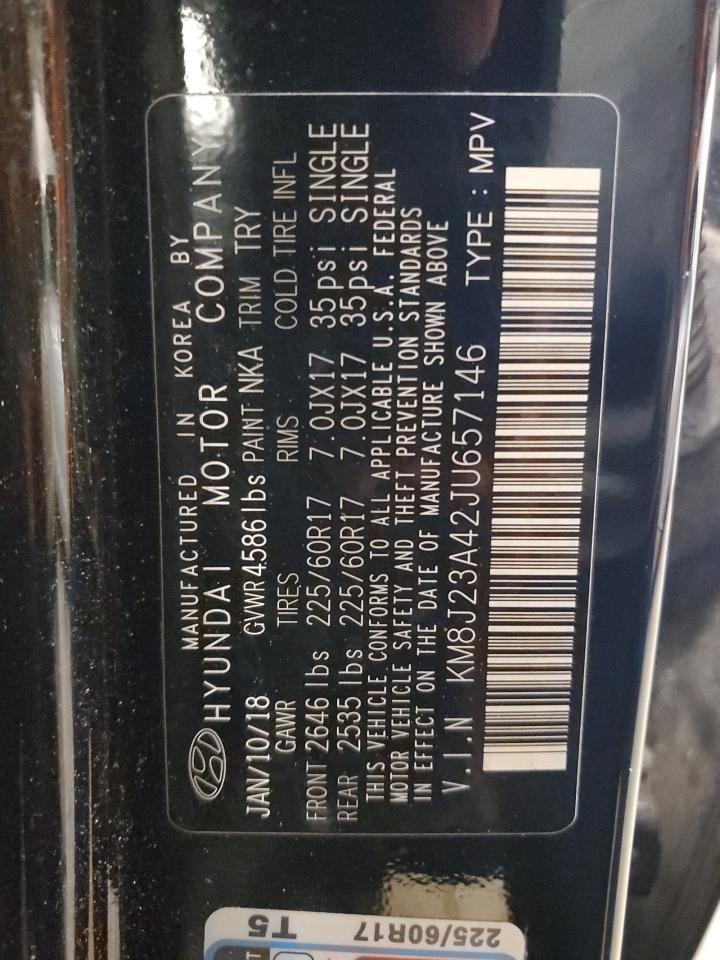 MANUFACTURED IN KOREA BY
HYUNDAI MOTOR COMPANY
JAN/10/18 GVWR 4586lbs PAINT NKA TRIM TRY
GAWR TIRES RIMS COLD TIRE INFL
FRONT 2646 lbs 225/60R17 7.0JX17 35psi SINGLE
REAR 2535 lbs 225/60R17 7.0JX17 35psi SINGLE
THIS VEHICLE CONFORMS TO ALL APPLICABLE U.S.A. FEDERAL
MOTOR VEHICLE SAFETY AND THEFT PREVENTION STANDARDS
IN EFFECT ON THE DATE OF MANUFACTURE SHOWN ABOVE
V.I.N KM8J23A42JU657146 TYPE : MPV
225/60R17
T5